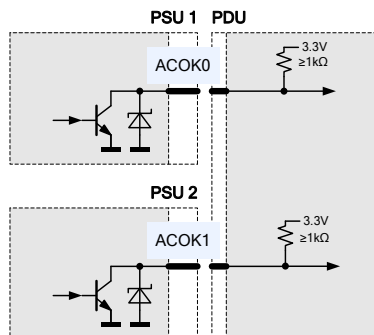 PSU 1 PDU
ACOK0
3.3V
≥1kΩ
PSU 2
ACOK1
3.3V
≥1kΩ